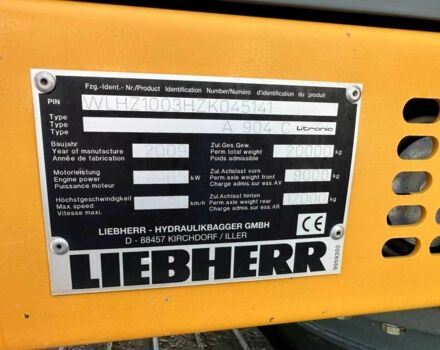 Fzg.-Ident.- Nr./Product Identification Number/Numéro d'identification du produit
PIN WLHZ1003HZK045141
Type
Type A 904 C Litronic
Type
Baujahr
Year of manufacture 2009
Année de fabrication
Zul.Ges.Gew.
Perm.total weight 20000 kg
Poids admissible
Motorleistung
Engine power kW
Puissance moteur
Zul.Achslast vorn
Perm.axle weight front 9000 kg
Charge admis.sur ess.AV
Höchstgeschwindigkeit
Max speed km/h
Vitesse maxi.
Zul.Achslast hinten
Perm.axle weight rear 12000 kg
Charge admis.sur ess.AR
LIEBHERR - HYDRAULIKBAGGER GMBH
D - 88457 KIRCHDORF / ILLER
CE
LIEBHERR